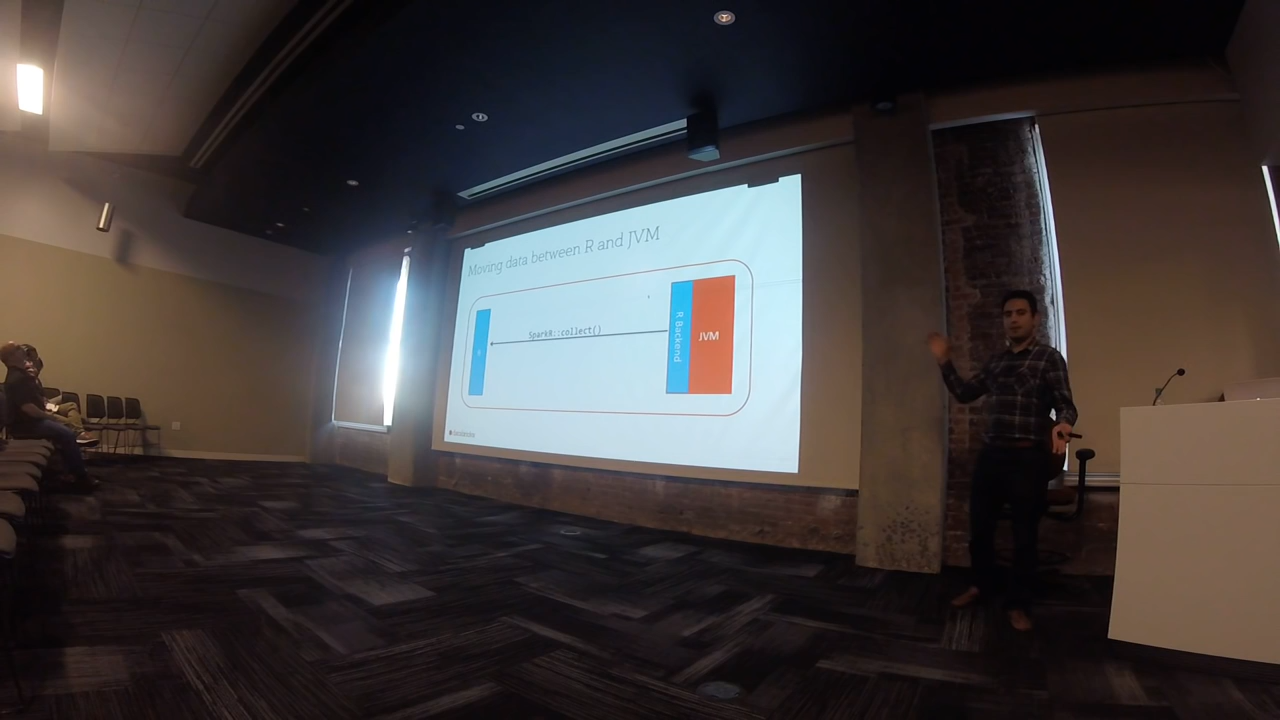 Moving data between R and JVM
SparkR::collect()
R Backend
JVM